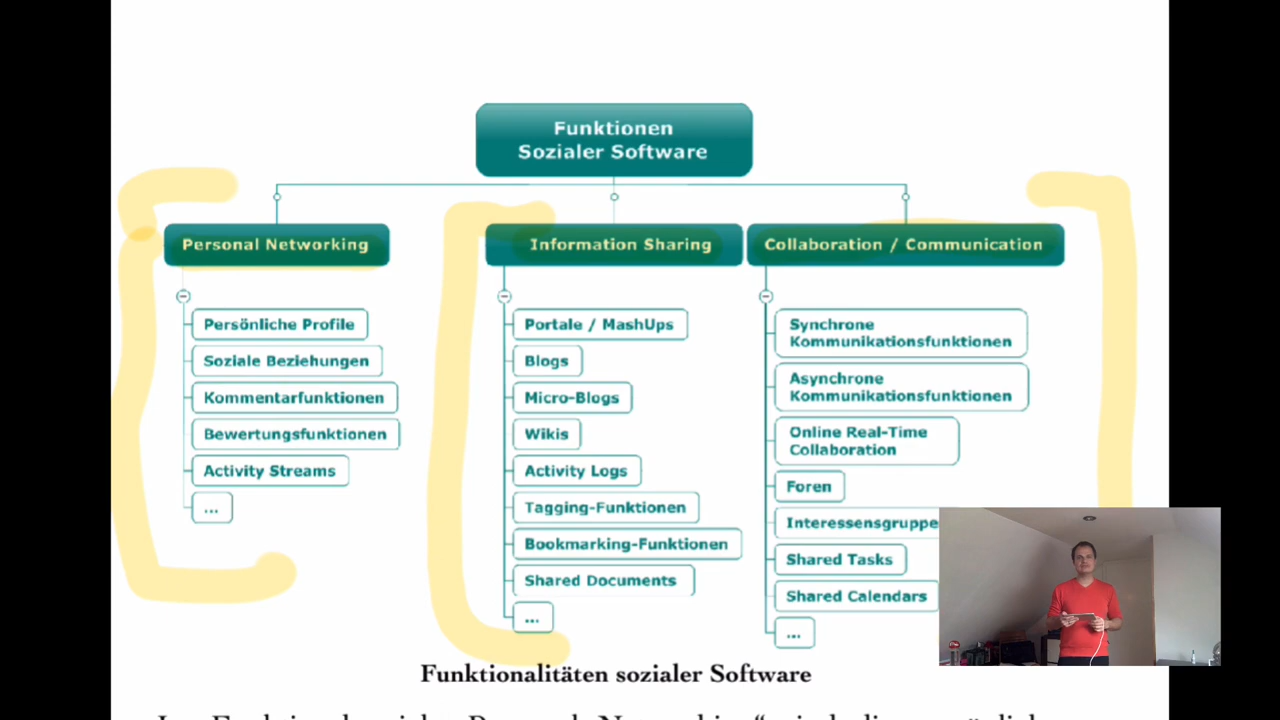 Funktionen
Sozialer Software
Personal Networking
Persönliche Profile
Soziale Beziehungen
Kommentarfunktionen
Bewertungsfunktionen
Activity Streams
...
Information Sharing
Portale / MashUps
Blogs
Micro-Blogs
Wikis
Activity Logs
Tagging-Funktionen
Bookmarking-Funktionen
Shared Documents
...
Collaboration / Communication
Synchrone
Kommunikationsfunktionen
Asynchrone
Kommunikationsfunktionen
Online Real-Time
Collaboration
Foren
Interessensgruppe
Shared Tasks
Shared Calendars
...
Funktionalitäten sozialer Software